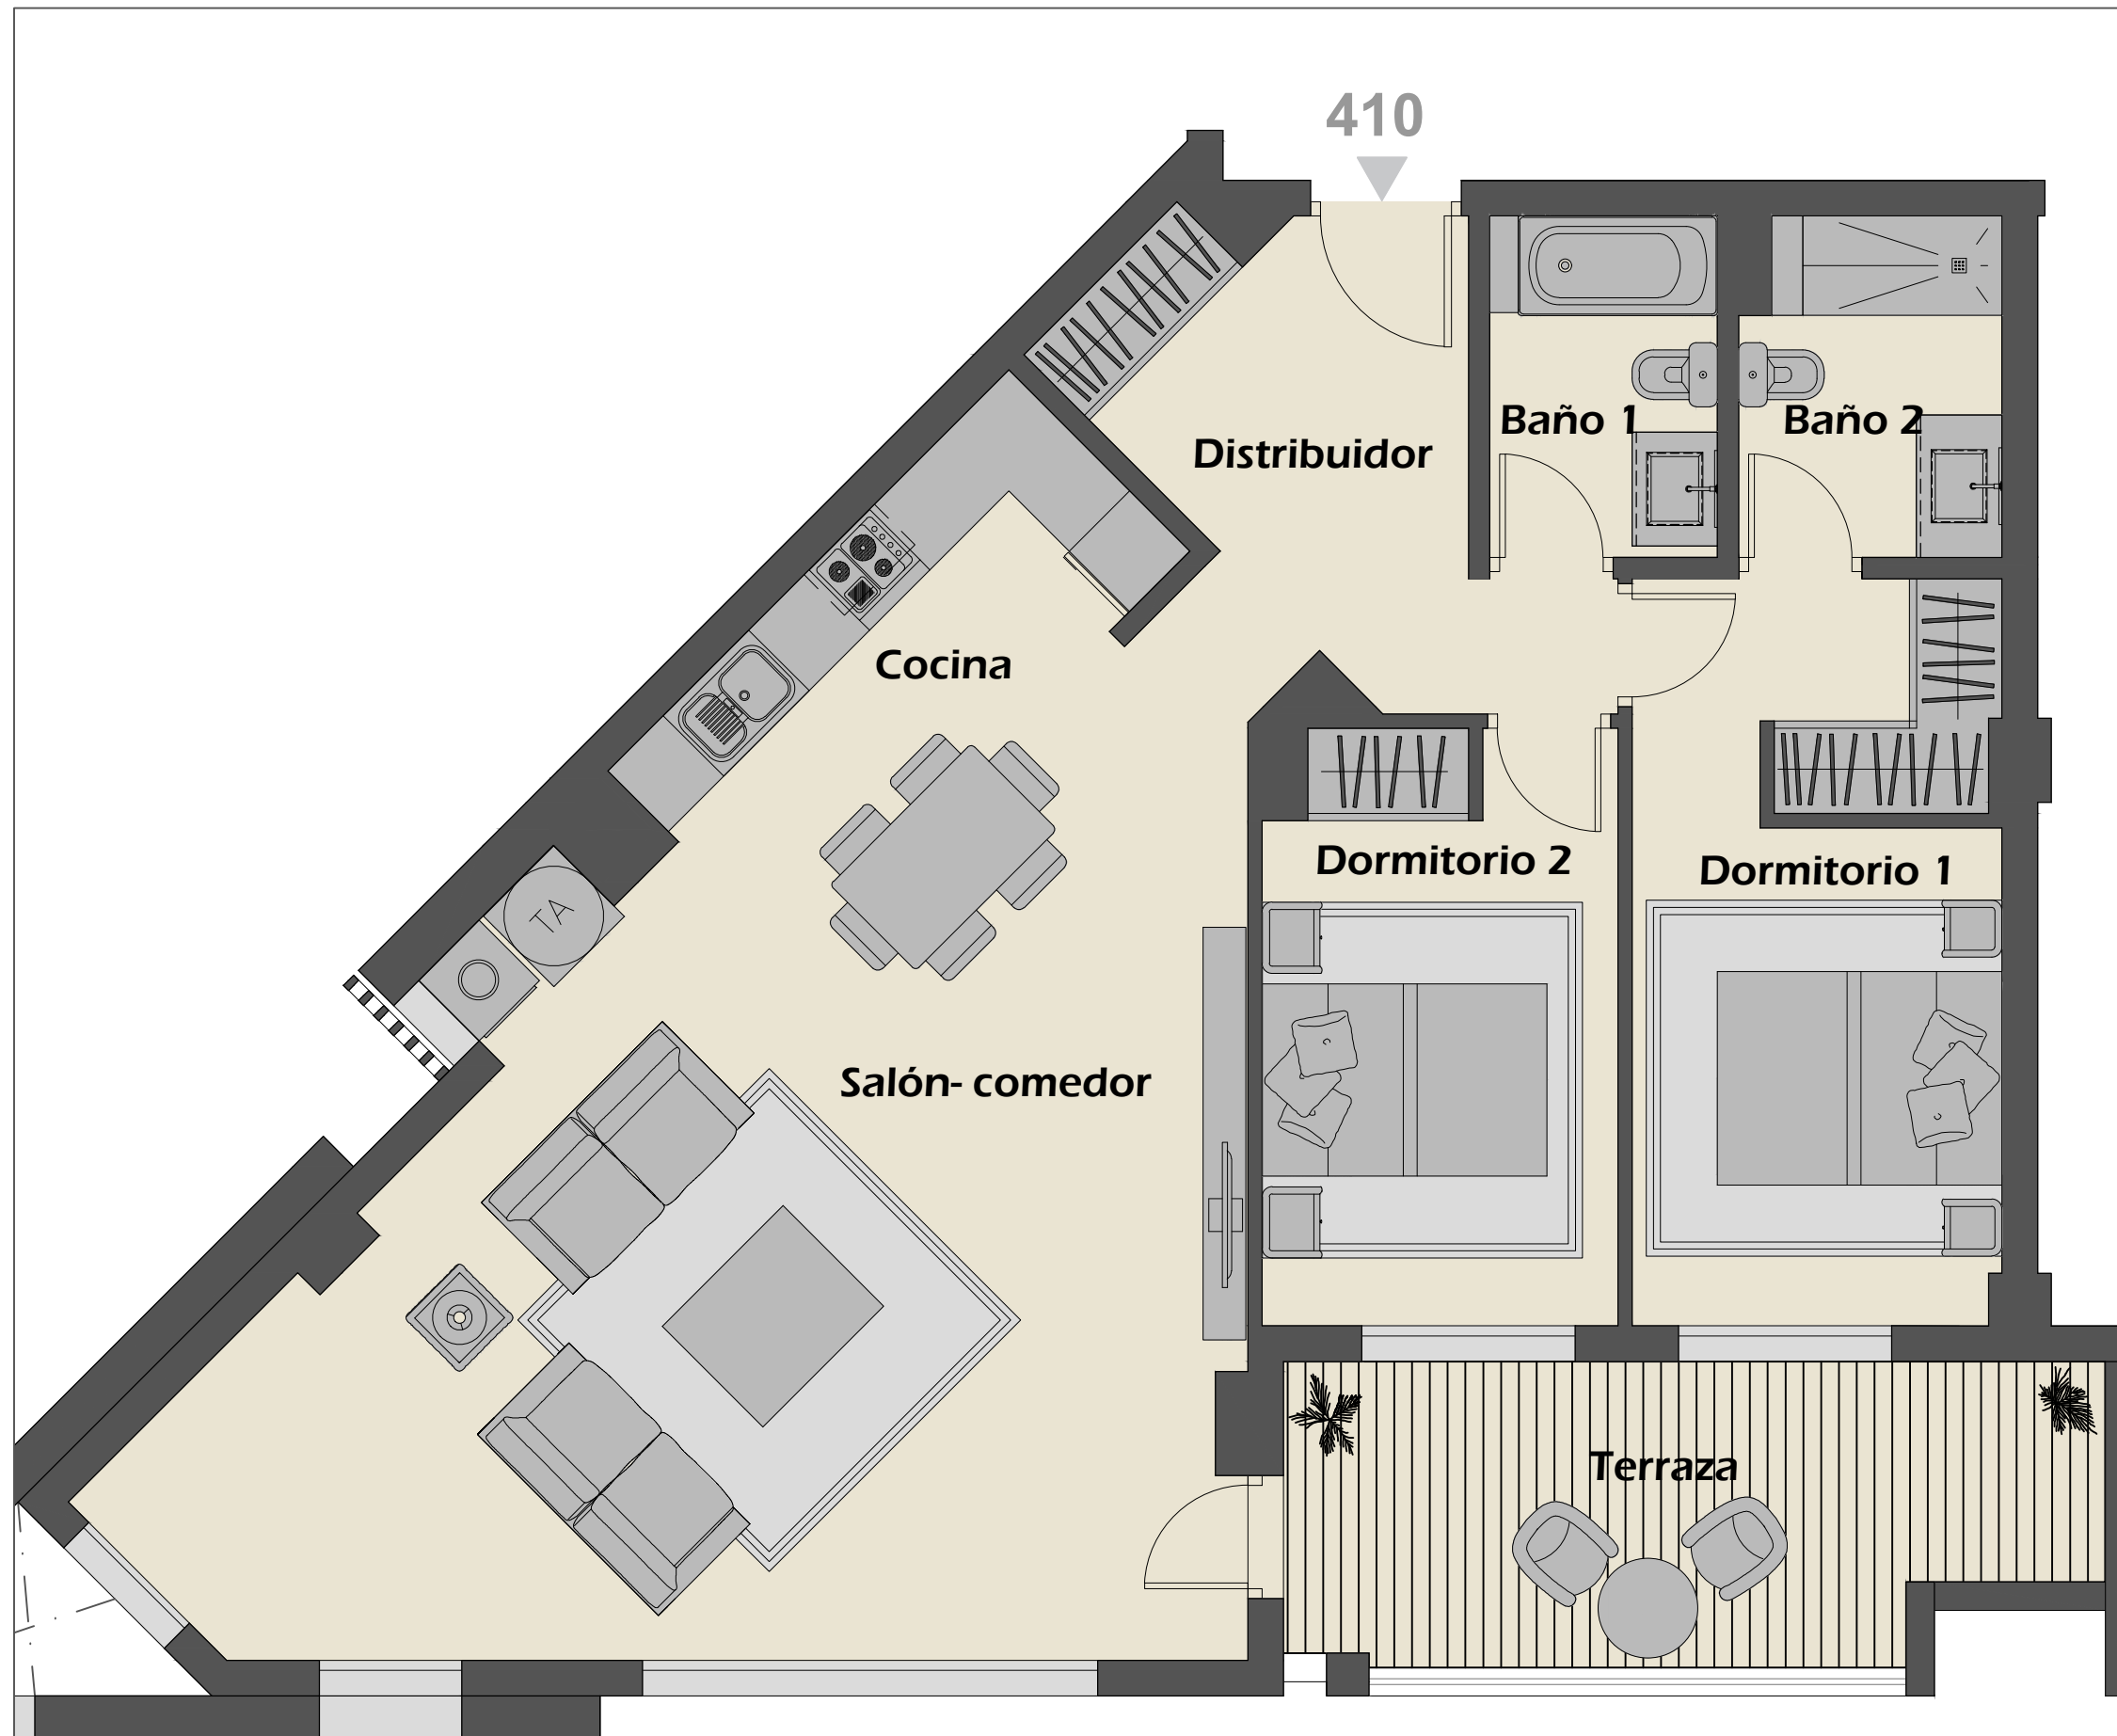 410
Distribuidor
Baño 1
Baño 2
Cocina
Dormitorio 2
Dormitorio 1
TA
Salón- comedor
Terraza